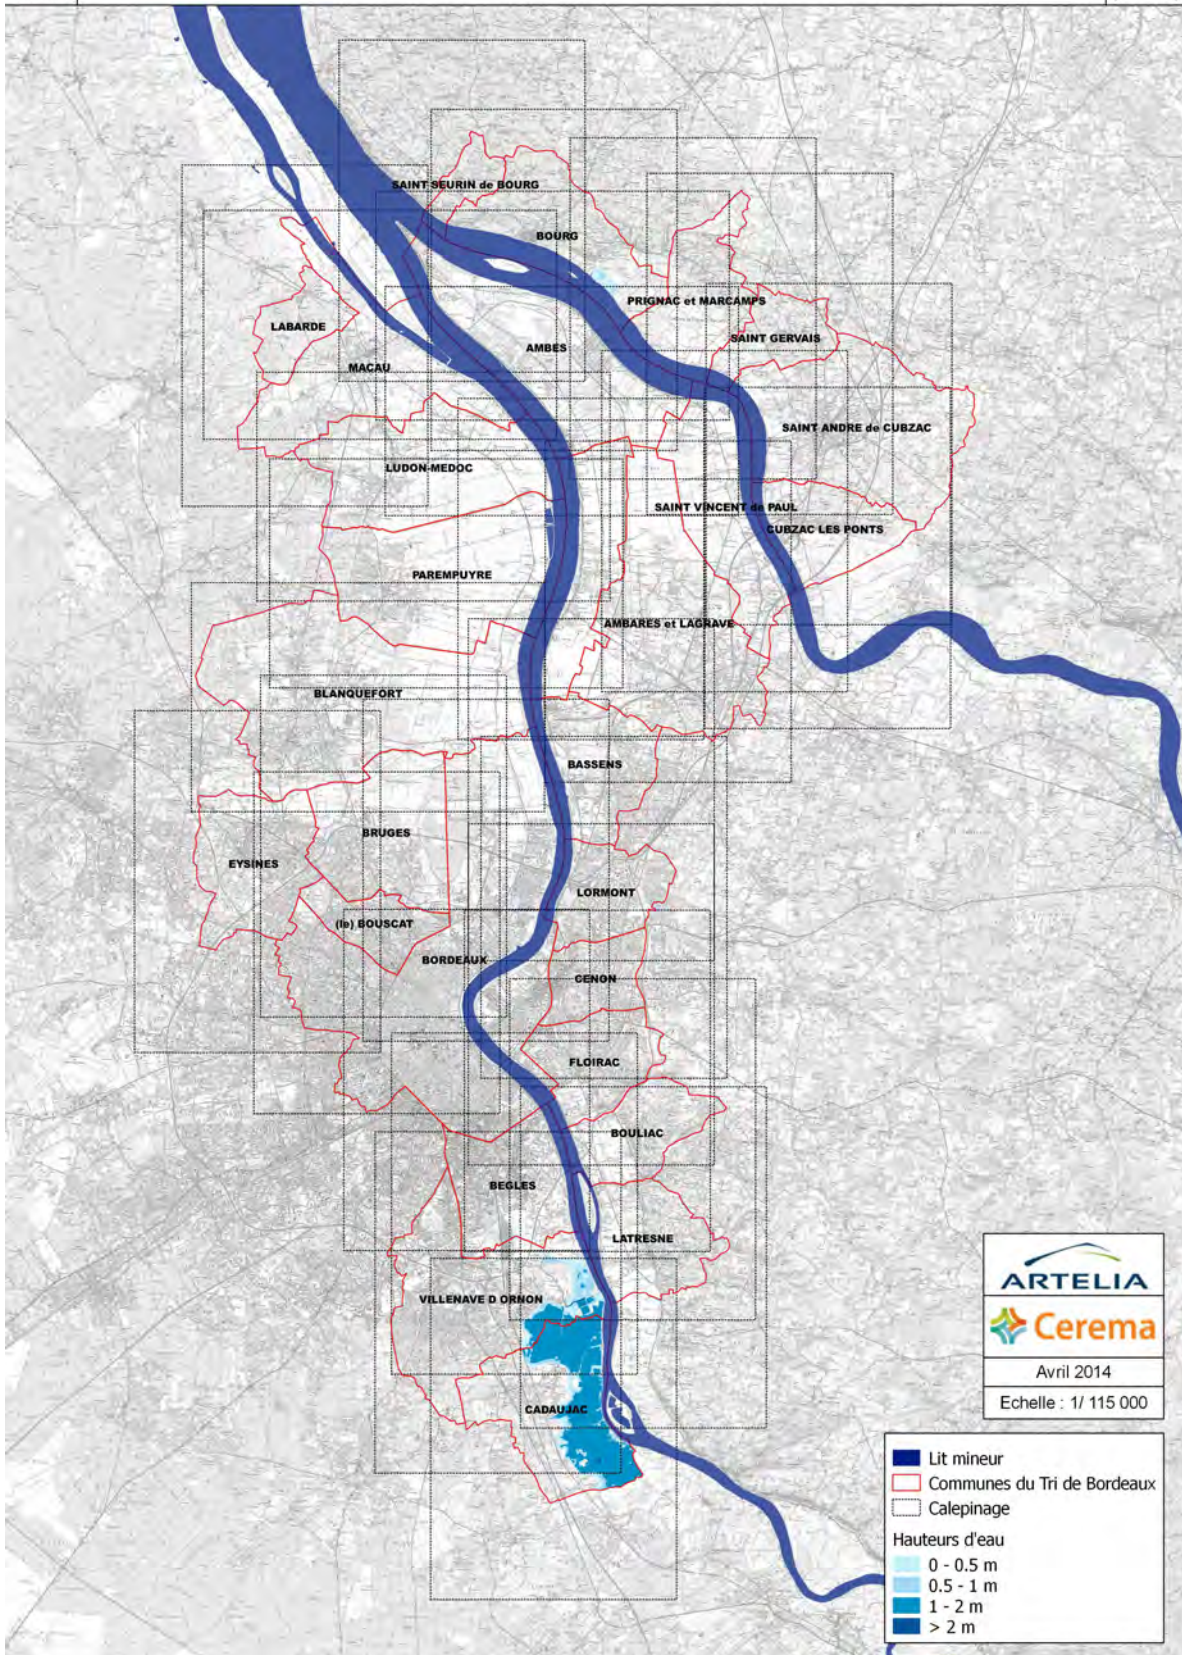 SAINT SEURIN de BOURG
BOURG
PRIGNAC et MARCAMPS
LABARDE
SAINT GERVAIS
AMBES
MACAU
SAINT ANDRE de CUBZAC
LUDON-MEDOC
SAINT VINCENT de PAUL
CUBZAC LES PONTS
PAREMPUYRE
AMBARES et LAGRAVE
BLANQUEFORT
BASSENS
BRUGES
EYSINES
LORMONT
(le) BOUSCAT
BORDEAUX
CENON
FLOIRAC
BOULIAC
BEGLES
LATRESNE
VILLENAVE D ORNON
CADAUJAC
ARTELIA
Cerema
Avril 2014
Echelle : 1/ 115 000
Lit mineur
Communes du Tri de Bordeaux
Calepinage
Hauteurs d'eau
0 - 0.5 m
0.5 - 1 m
1 - 2 m
> 2 m